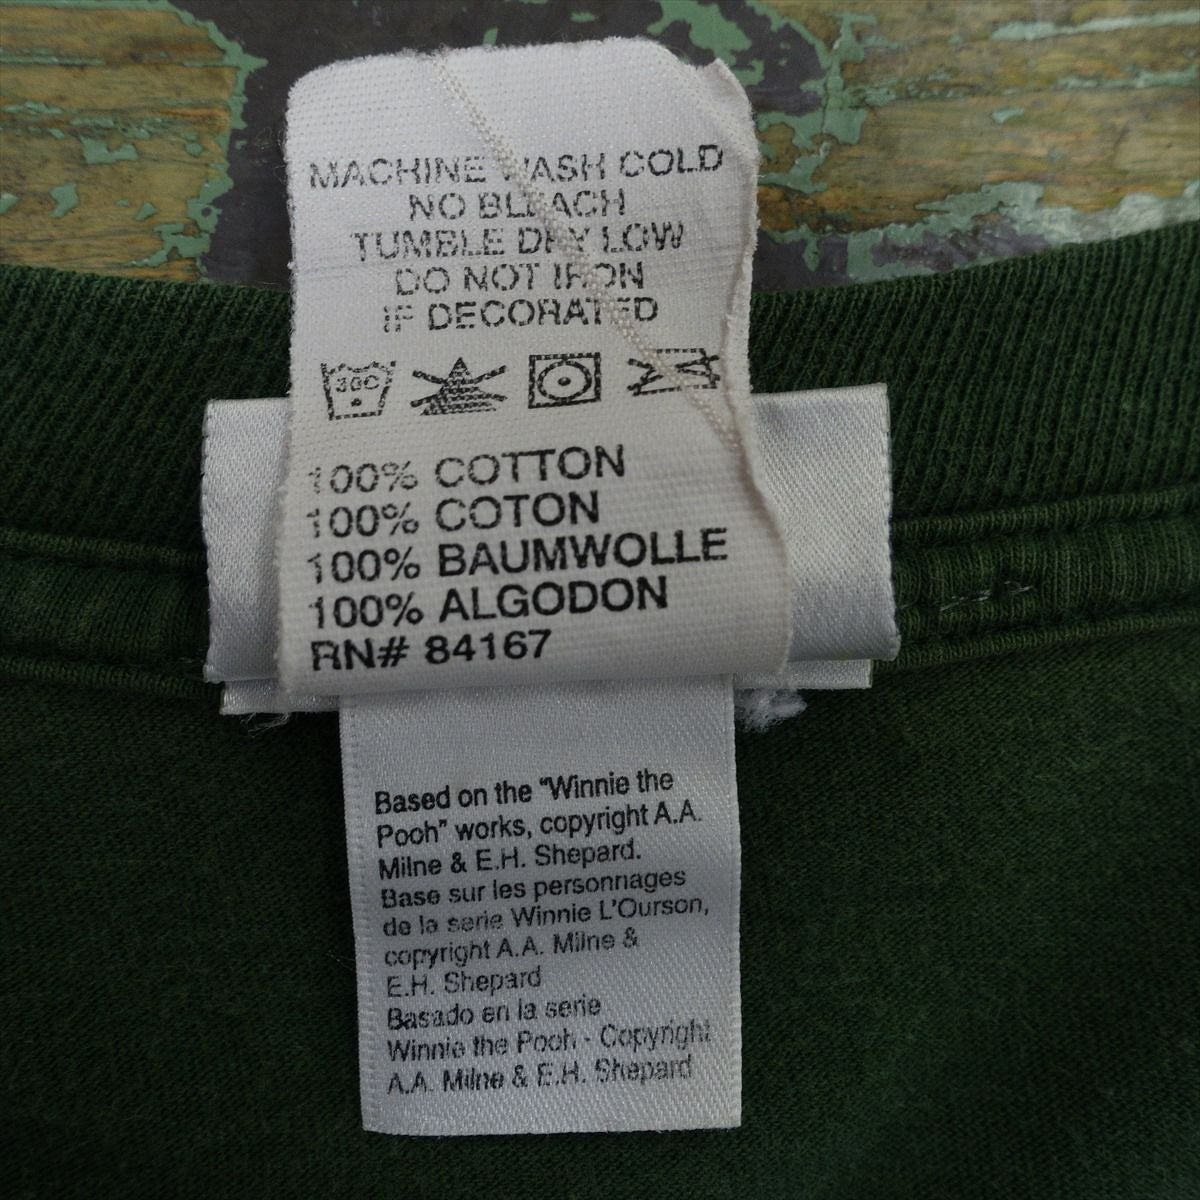 MACHINE WASH COLD
NO BLEACH
TUMBLE DRY LOW
DO NOT IRON
IF DECORATED
30C
100% COTTON
100% COTON
100% BAUMWOLLE
100% ALGODON
RN# 84167
Based on the "Winnie the
Pooh" works, copyright A.A.
Milne & E.H. Shepard.
Base sur les personnages
de la serie Winnie L'Ourson,
copyright A.A. Milne &
E.H. Shepard
Basado en la serie
Winnie the Pooh - Copyright
A.A. Milne & E.H. Shepard